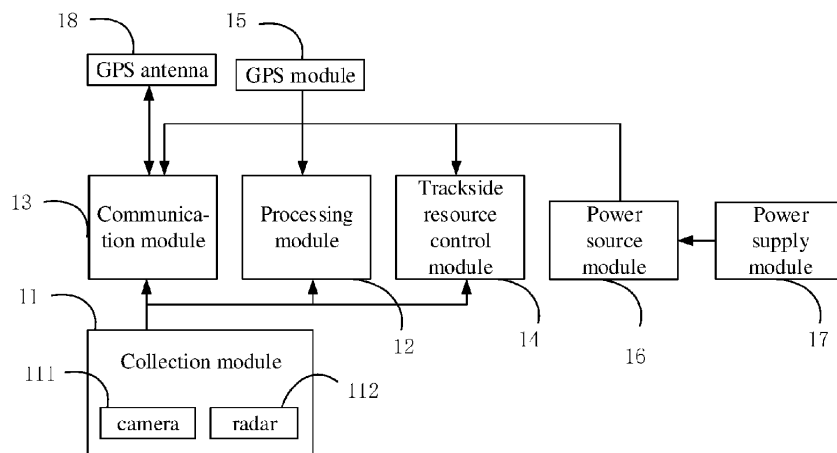 18
15
GPS antenna
GPS module
13
Communica-
tion module
Processing
module
Trackside
resource
control
module
Power
source
module
Power
supply
module
11
12
14
16
17
Collection module
111
112
camera
radar